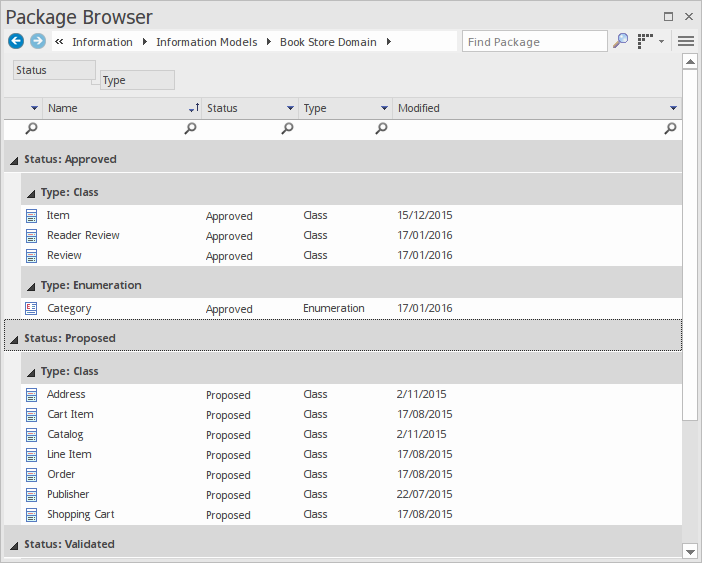 Package Browser
Information Information Models Book Store Domain Find Package
Status
Type
Name Status Type Modified
Status: Approved
Type: Class
Item Approved Class 15/12/2015
Reader Review Approved Class 17/01/2016
Review Approved Class 17/01/2016
Type: Enumeration
Category Approved Enumeration 17/01/2016
Status: Proposed
Type: Class
Address Proposed Class 2/11/2015
Cart Item Proposed Class 17/08/2015
Catalog Proposed Class 2/11/2015
Line Item Proposed Class 17/08/2015
Order Proposed Class 17/08/2015
Publisher Proposed Class 22/07/2015
Shopping Cart Proposed Class 17/08/2015
Status: Validated